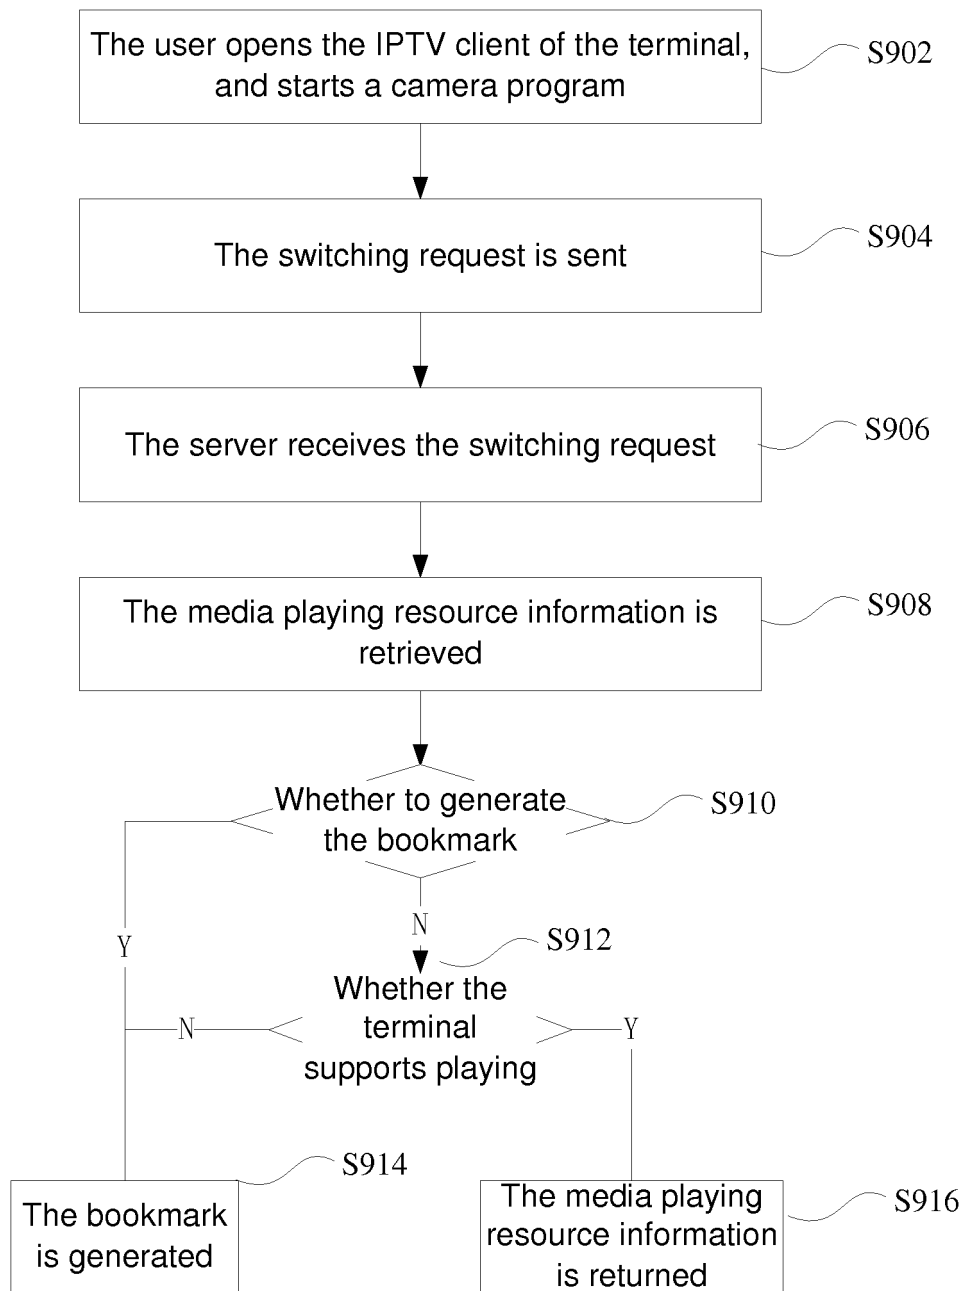 The user opens the IPTV client of the terminal,
and starts a camera program
S902
The switching request is sent
S904
The server receives the switching request
S906
The media playing resource information is
retrieved
S908
Whether to generate
the bookmark
S910
N
Y
S912
Whether the
terminal
supports playing
N
Y
S914
The bookmark
is generated
The media playing
resource information
is returned
S916